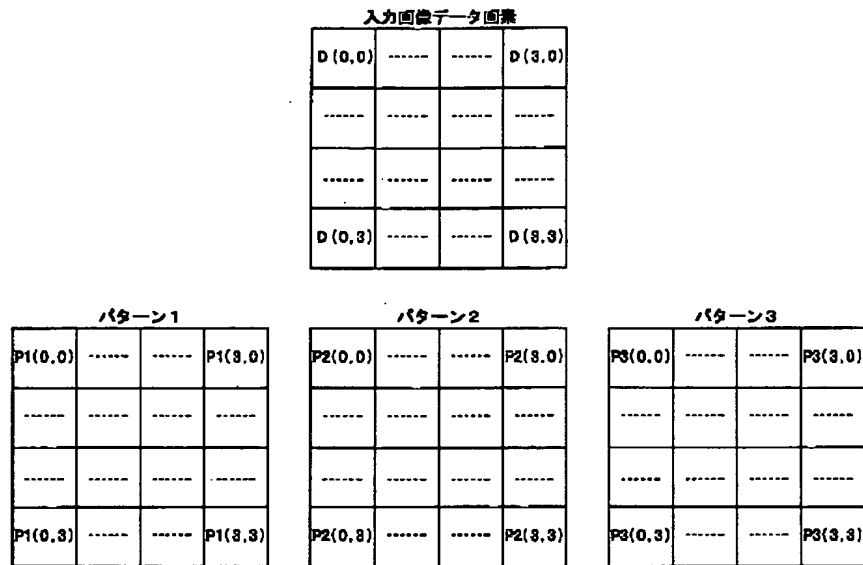 入力画像データ画素
D(0,0) ------ ------ D(3,0)
------ ------ ------ ------
------ ------ ------ ------
D(0,3) ------ ------ D(3,3)
パターン1 パターン2 パターン3
P1(0,0) ------ ------ P1(3,0) P2(0,0) ------ ------ P2(3,0) P3(0,0) ------ ------ P3(3,0)
------ ------ ------ ------ ------ ------ ------ ------ ------ ------ ------ ------
------ ------ ------ ------ ------ ------ ------ ------ ------ ------ ------ ------
P1(0,3) ------ ------ P1(3,3) P2(0,3) ------ ------ P2(3,3) P3(0,3) ------ ------ P3(3,3)